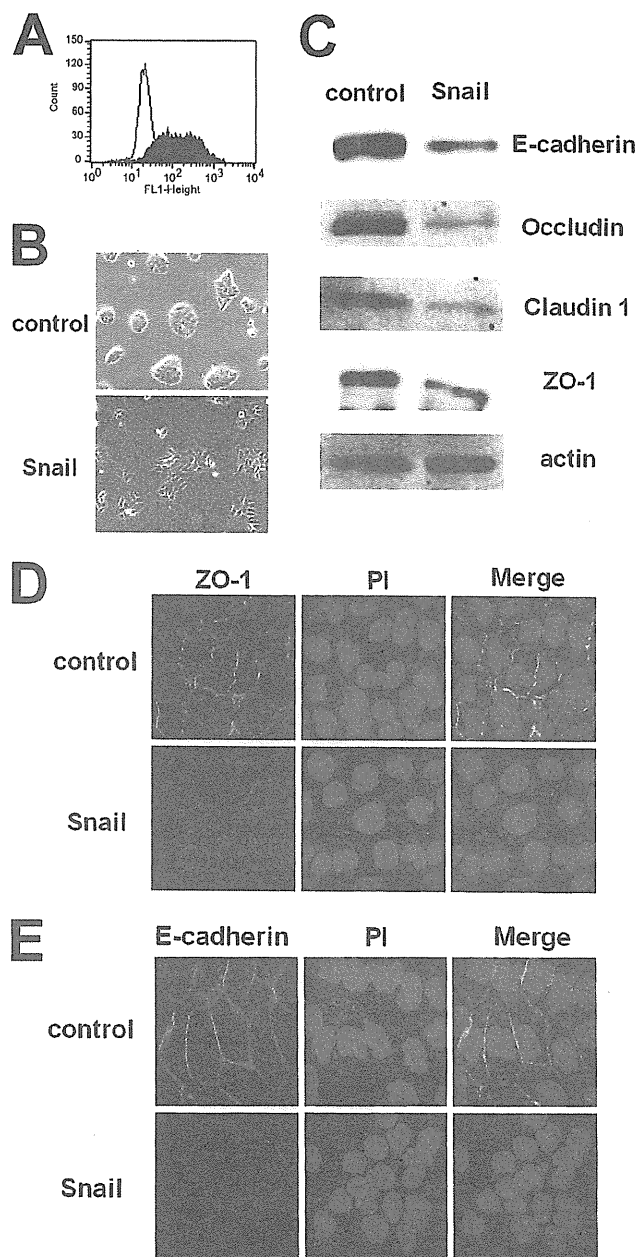 A
150
120
90
60
30
0
Count
10^0 10^1 10^2 10^3 10^4
FL1-Height
B
control
Snail
C
control Snail
E-cadherin
Occludin
Claudin 1
ZO-1
actin
D
ZO-1 PI Merge
control
Snail
E
E-cadherin PI Merge
control
Snail